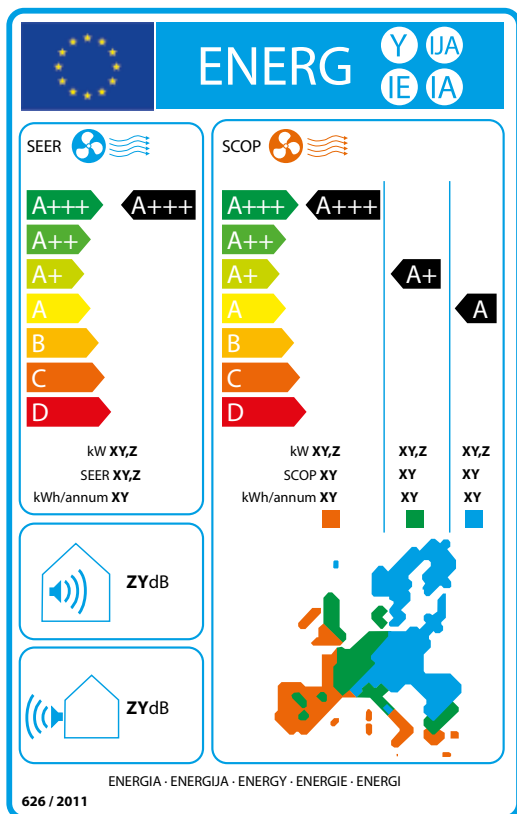 ENERG Y IJA
IE IA
SEER
A+++ A+++
A++
A+
A
B
C
D
kW XY,Z
SEER XY,Z
kWh/annum XY
SCOP
A+++ A+++
A++
A+ A+
A A
B
C
D
kW XY,Z XY,Z XY,Z
SCOP XY XY XY
kWh/annum XY XY XY
ZYdB
ZYdB
ENERGIA · ENERGIJA · ENERGY · ENERGIE · ENERGI
626 / 2011